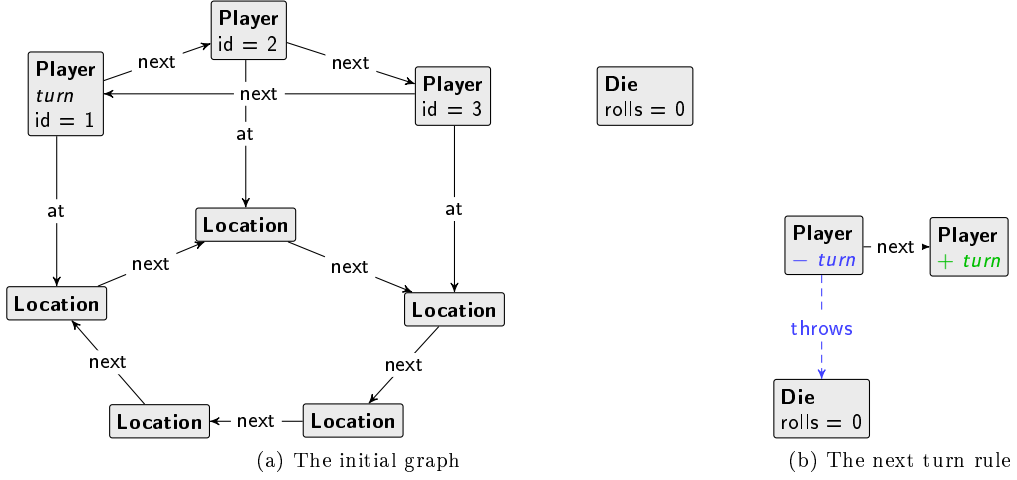 Player
id = 2
next
next
Player
turn
id = 1
next
Player
id = 3
Die
rolls = 0
at
at
at
Location
next
next
Location
Location
next
next
Location
next
Location
(a) The initial graph
Player
− turn
next
Player
+ turn
throws
Die
rolls = 0
(b) The next turn rule